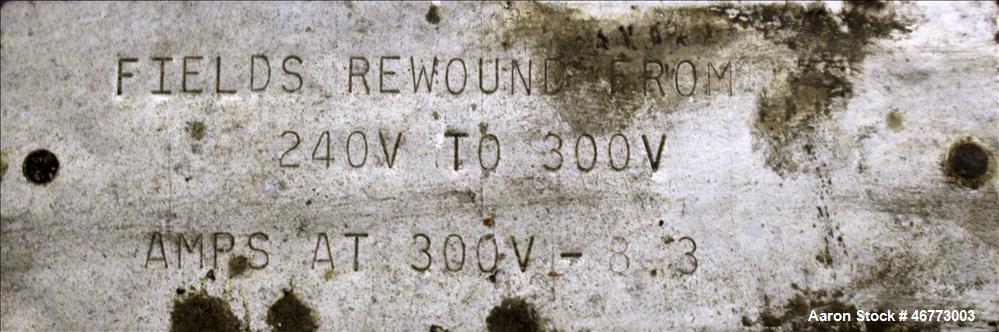 FIELDS REWOUND FROM
240V TO 300V
AMPS AT 300V - 8.3
Aaron Stock # 46773003